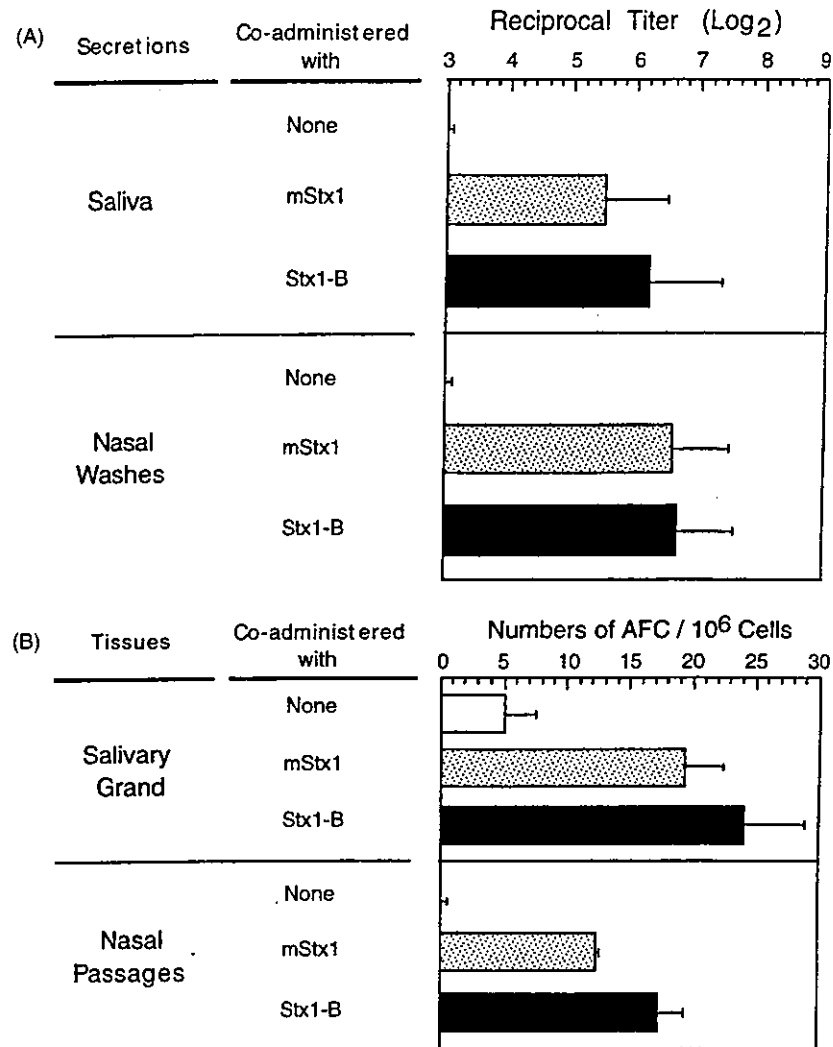 (A)
Secretions
Co-administered
with
Reciprocal Titer (Log2)
3 4 5 6 7 8 9
None
Saliva
mStx1
Stx1-B
None
Nasal
Washes
mStx1
Stx1-B
(B)
Tissues
Co-administered
with
Numbers of AFC / 10^6 Cells
0 5 10 15 20 25 30
None
Salivary
Grand
mStx1
Stx1-B
None
Nasal
Passages
mStx1
Stx1-B